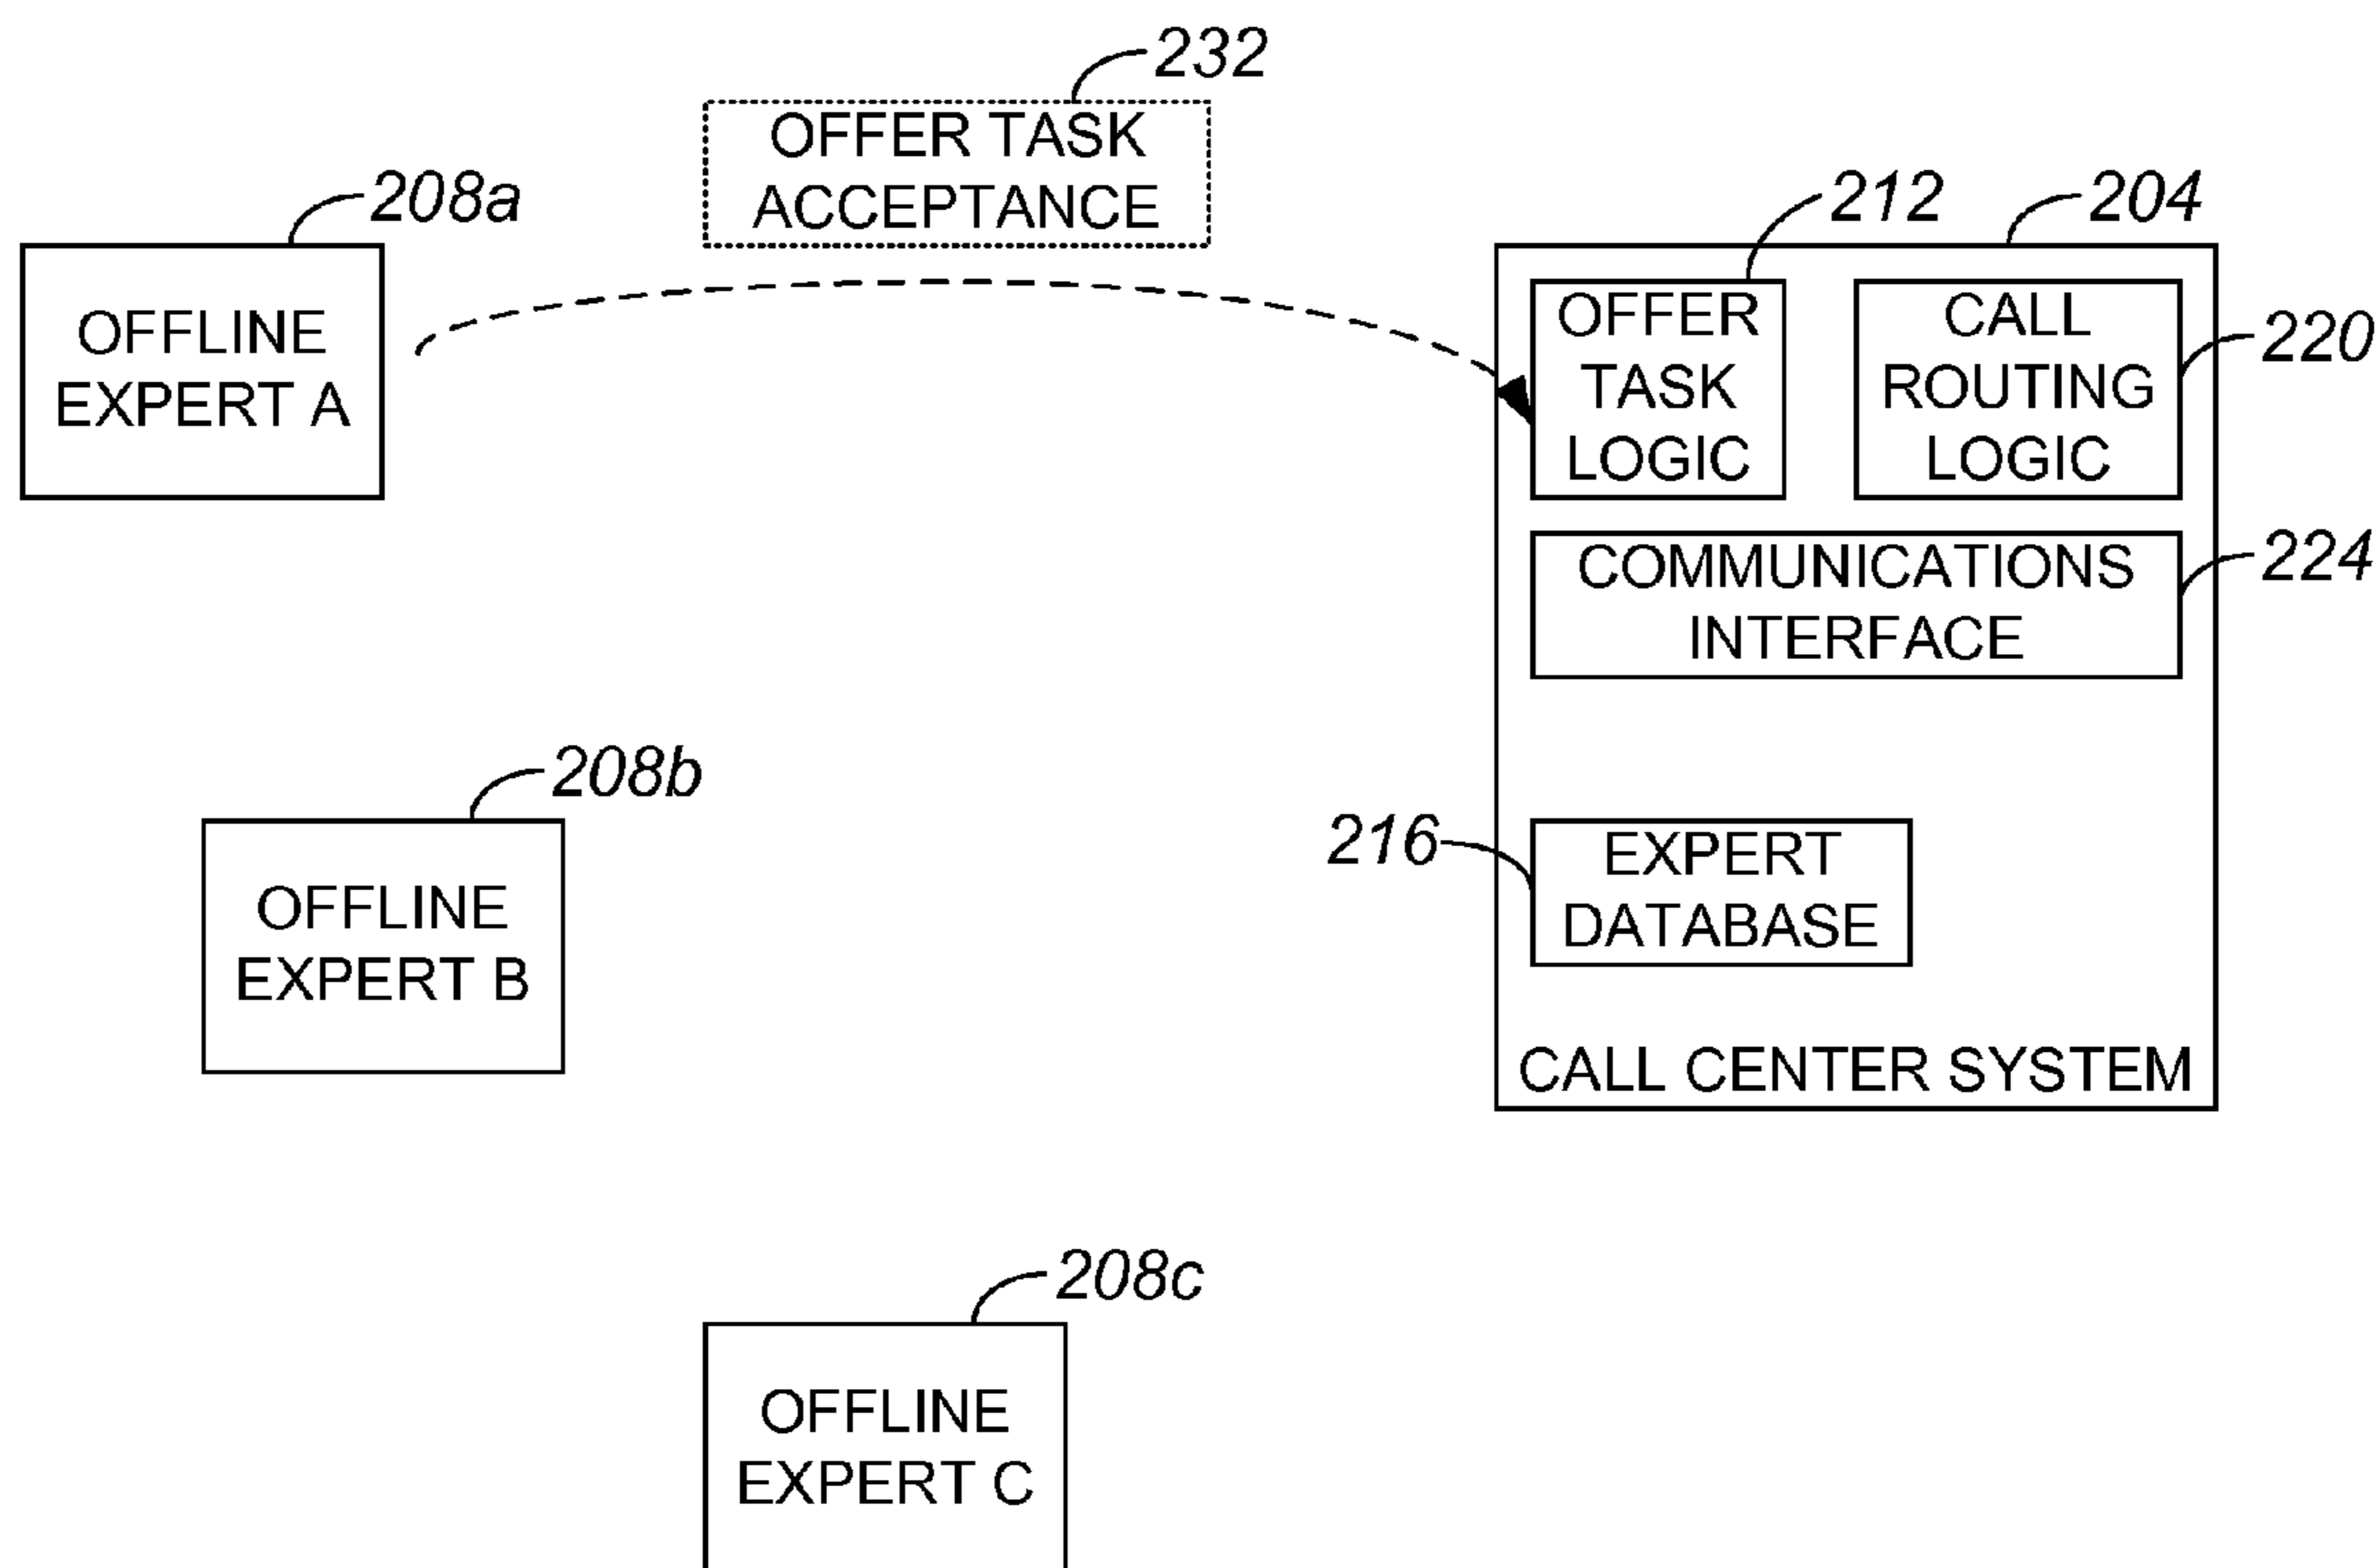 232
OFFER TASK
ACCEPTANCE
208a
OFFLINE
EXPERT A
212
204
OFFER
TASK
LOGIC
CALL
ROUTING
LOGIC
220
COMMUNICATIONS
INTERFACE
224
208b
OFFLINE
EXPERT B
216
EXPERT
DATABASE
CALL CENTER SYSTEM
208c
OFFLINE
EXPERT C